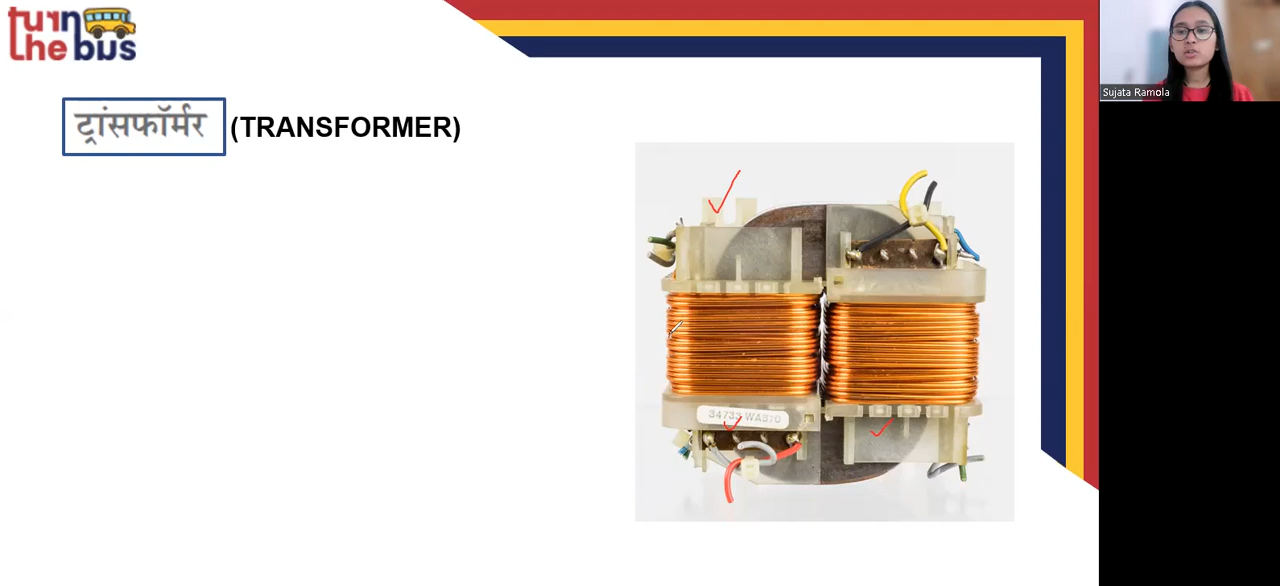 turn
the bus
ट्रांसफॉर्मर (TRANSFORMER)
Sujata Ramola
34733 WA870